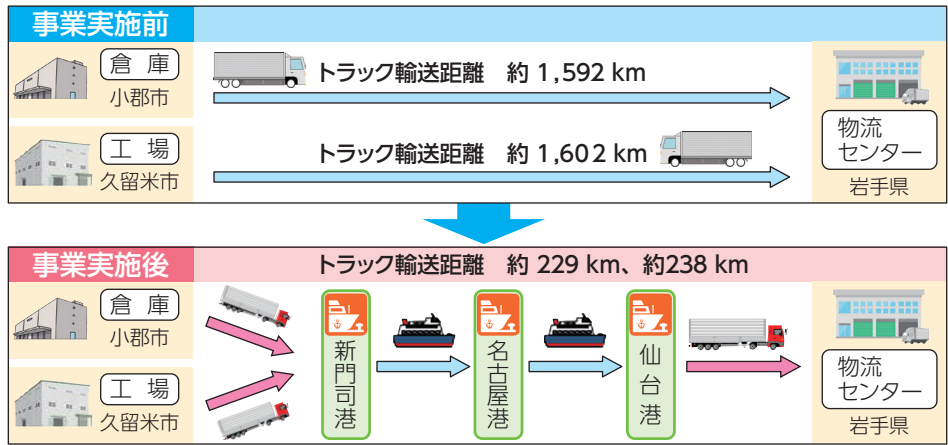 事業実施前
倉庫
小郡市
トラック輸送距離 約 1,592 km
工場
久留米市
トラック輸送距離 約 1,602 km
物流
センター
岩手県
事業実施後
トラック輸送距離 約 229 km、約238 km
倉庫
小郡市
工場
久留米市
新門司港
名古屋港
仙台港
物流
センター
岩手県